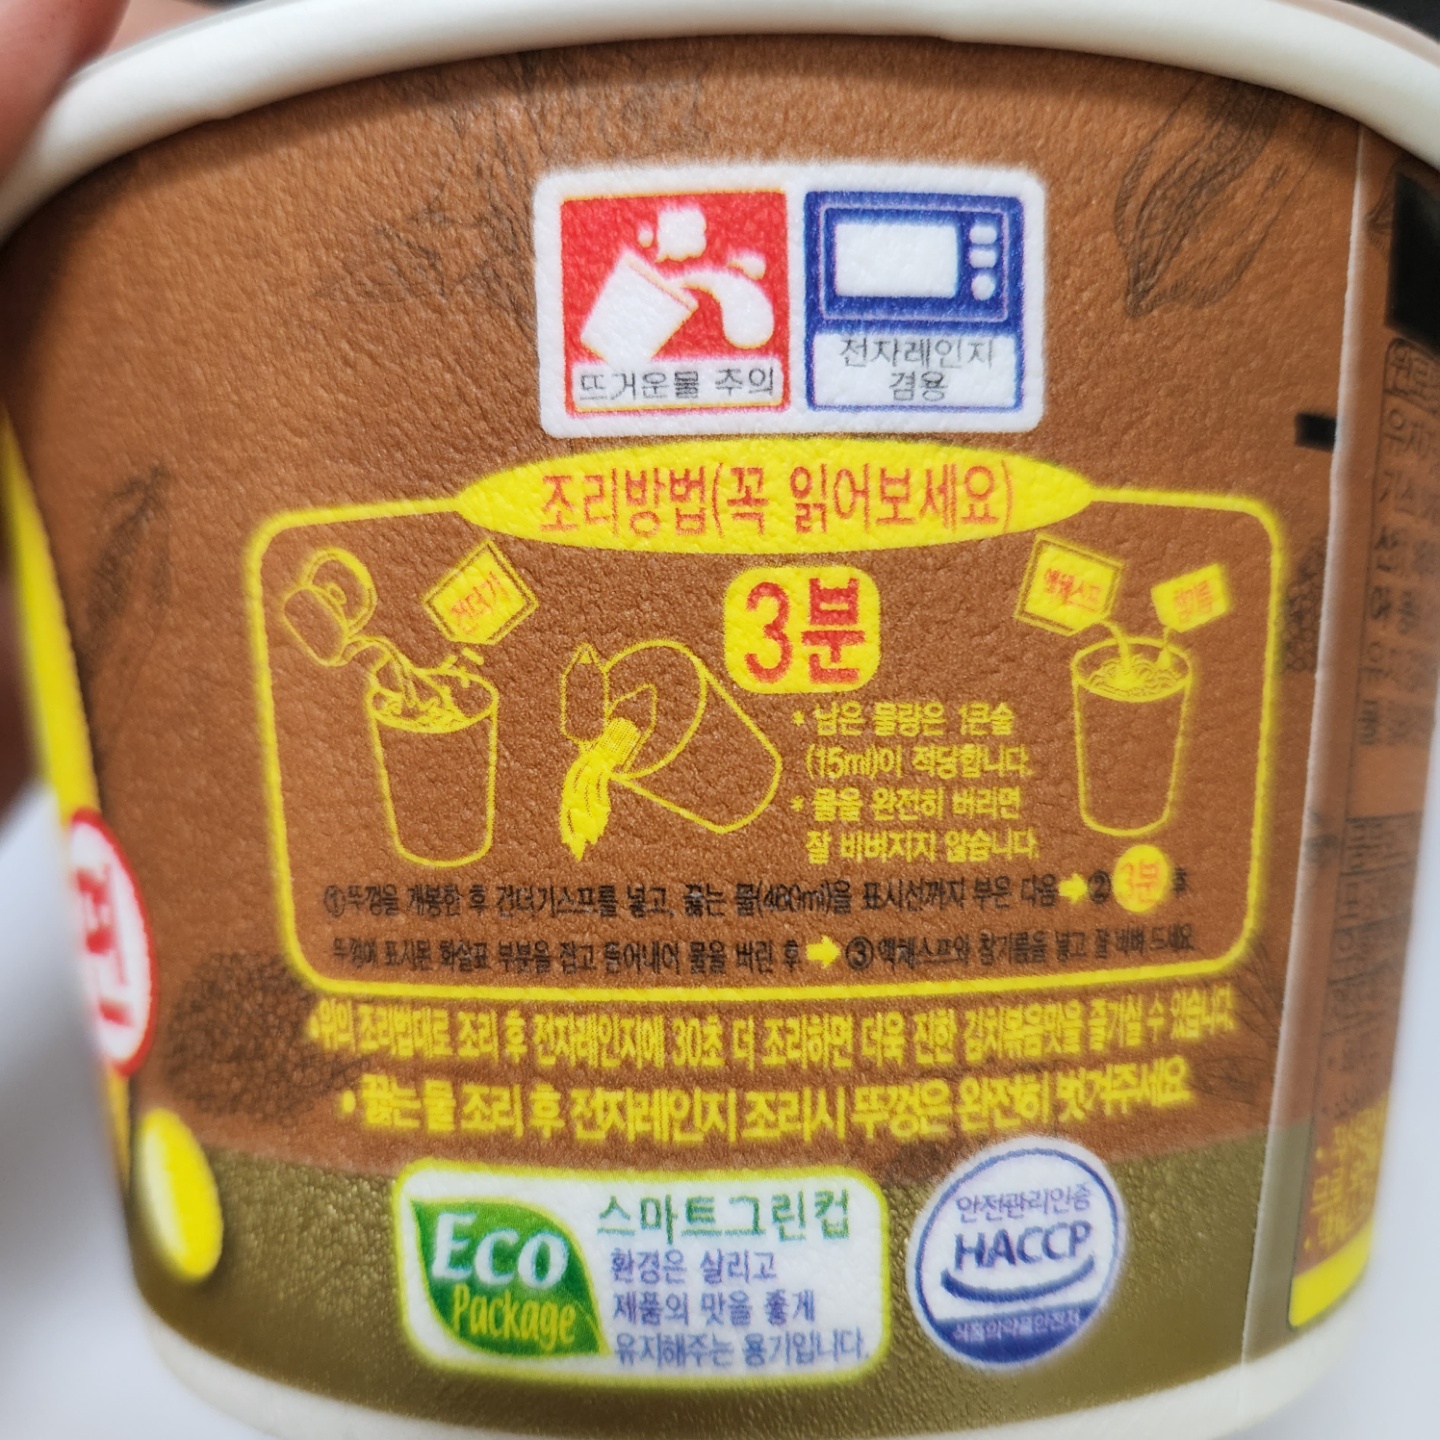 뜨거운물 주의
전자레인지
겸용
조리방법(꼭 읽어보세요)
건더기
3분
액체스프
참기름
* 남은 물량은 1큰술
(15ml)이 적당합니다.
* 물을 완전히 버리면
잘 비벼지지 않습니다.
①뚜껑을 개봉한 후 건더기스프를 넣고, 끓는 물(480ml)을 표시선까지 부은 다음 ➡ ② 3분 후
뚜껑에 표시된 화살표 부분을 잡고 뜯어내어 물을 버린 후 ➡ ③액체스프와 참기름을 넣고 잘 비벼 드세요
•위의 조리법대로 조리 후 전자레인지에 30초 더 조리하면 더욱 진한 김치볶음맛을 즐기실 수 있습니다.
•끓는물 조리 후 전자레인지 조리시 뚜껑은 완전히 벗겨주세요
Eco
Package
스마트그린컵
환경은 살리고
제품의 맛을 좋게
유지해주는 용기입니다.
안전관리인증
HACCP
식품의약품안전처